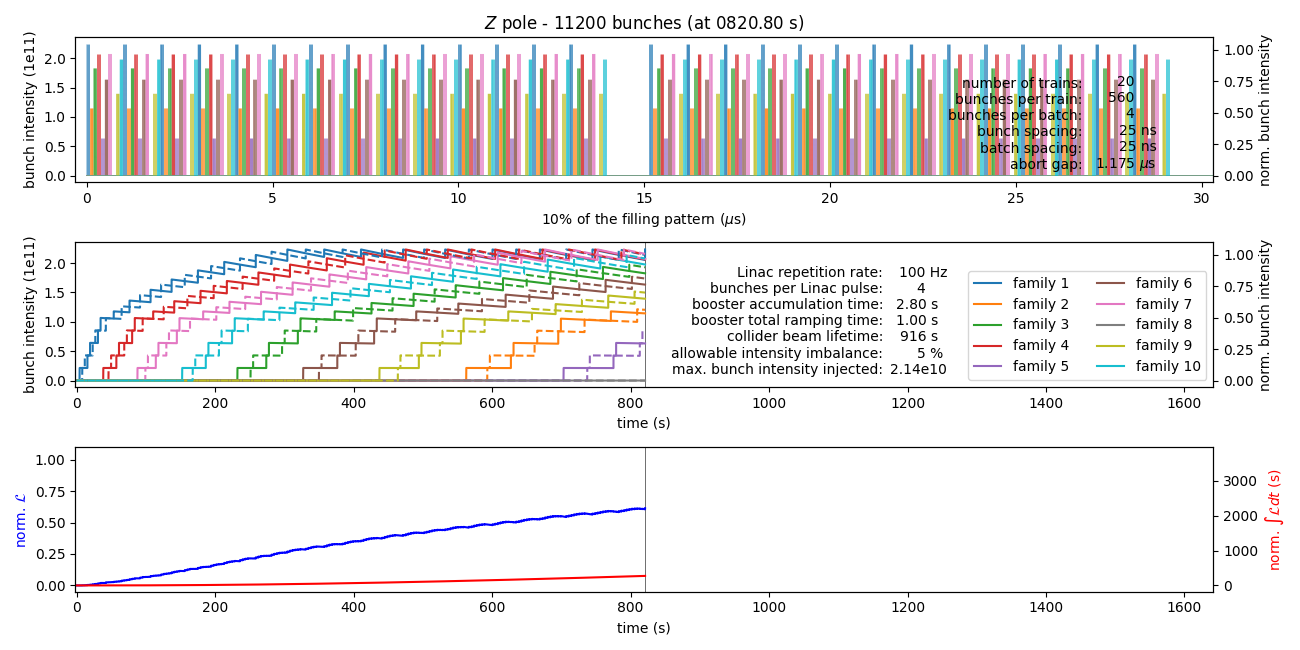 Z pole - 11200 bunches (at 0820.80 s)
bunch intensity (1e11)
2.0
1.5
1.0
0.5
0.0
1.00
0.75
0.50
0.25
0.00
norm. bunch intensity
number of trains: 20
bunches per train: 560
bunches per batch: 4
bunch spacing: 25 ns
batch spacing: 25 ns
abort gap: 1.175 μs
0 5 10 15 20 25 30
10% of the filling pattern (μs)
bunch intensity (1e11)
2.0
1.5
1.0
0.5
0.0
Linac repetition rate: 100 Hz
bunches per Linac pulse: 4
booster accumulation time: 2.80 s
booster total ramping time: 1.00 s
collider beam lifetime: 916 s
allowable intensity imbalance: 5 %
max. bunch intensity injected: 2.14e10
family 1 family 6
family 2 family 7
family 3 family 8
family 4 family 9
family 5 family 10
1.00
0.75
0.50
0.25
0.00
norm. bunch intensity
0 200 400 600 800 1000 1200 1400 1600
time (s)
norm. ℒ
1.00
0.75
0.50
0.25
0.00
3000
2000
1000
0
norm. ∫ ℒdt (s)
0 200 400 600 800 1000 1200 1400 1600
time (s)